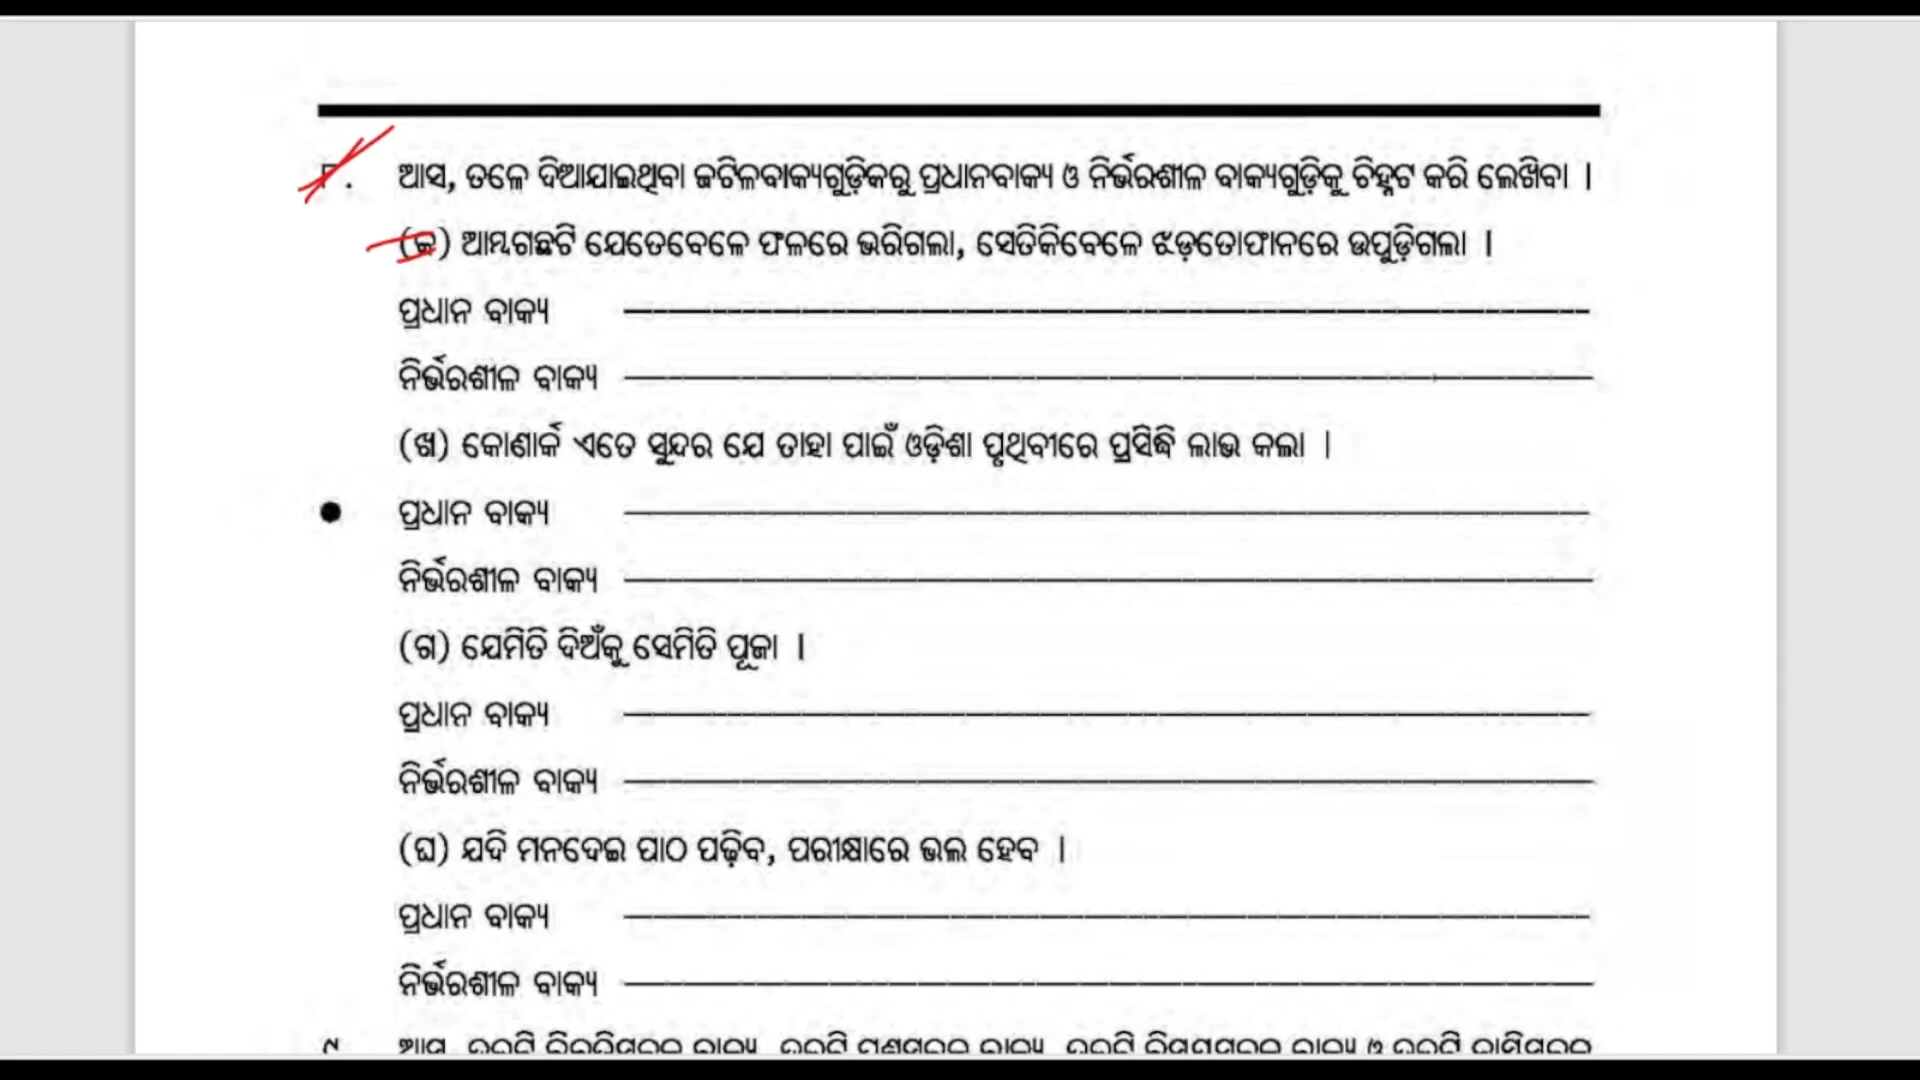 ୮. ଆସ, ତଳେ ଦିଆଯାଇଥିବା ଜଟିଳବାକ୍ୟଗୁଡ଼ିକରୁ ପ୍ରଧାନବାକ୍ୟ ଓ ନିର୍ଭରଶୀଳ ବାକ୍ୟଗୁଡ଼ିକୁ ଚିହ୍ନଟ କରି ଲେଖିବା ।
(କ) ଆମ୍ବଗଛଟି ଯେତେବେଳେ ଫଳରେ ଭରିଗଲା, ସେତିକିବେଳେ ଝଡ଼ତୋଫାନରେ ଉପୁଡ଼ିଗଲା ।
ପ୍ରଧାନ ବାକ୍ୟ
ନିର୍ଭରଶୀଳ ବାକ୍ୟ
(ଖ) କୋଣାର୍କ ଏତେ ସୁନ୍ଦର ଯେ ତାହା ପାଇଁ ଓଡ଼ିଶା ପୃଥିବୀରେ ପ୍ରସିଦ୍ଧି ଲାଭ କଲା ।
● ପ୍ରଧାନ ବାକ୍ୟ
ନିର୍ଭରଶୀଳ ବାକ୍ୟ
(ଗ) ଯେମିତି ଦିଅଁକୁ ସେମିତି ପୂଜା ।
ପ୍ରଧାନ ବାକ୍ୟ
ନିର୍ଭରଶୀଳ ବାକ୍ୟ
(ଘ) ଯଦି ମନଦେଇ ପାଠ ପଢ଼ିବ, ପରୀକ୍ଷାରେ ଭଲ ହେବ ।
ପ୍ରଧାନ ବାକ୍ୟ
ନିର୍ଭରଶୀଳ ବାକ୍ୟ